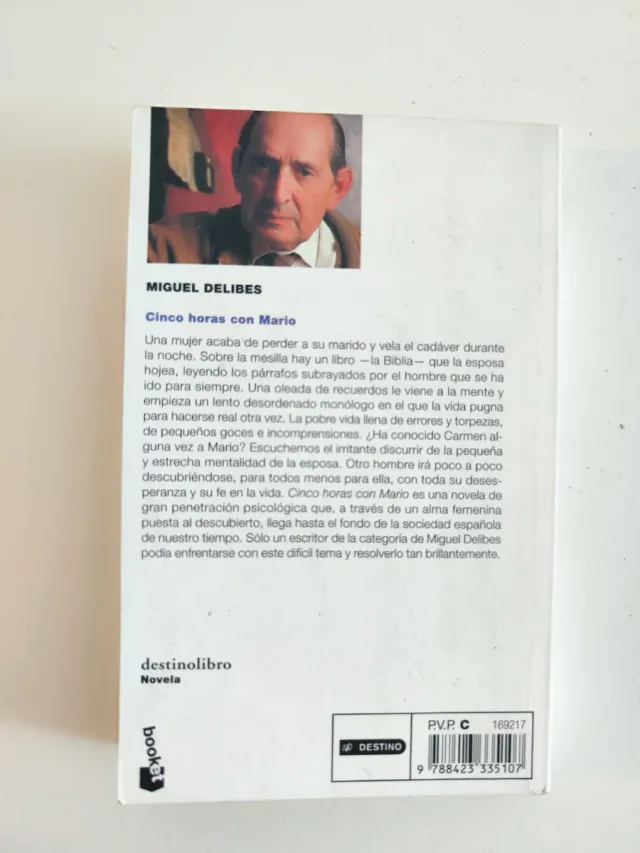 MIGUEL DELIBES
Cinco horas con Mario
Una mujer acaba de perder a su marido y vela el cadáver durante
la noche. Sobre la mesilla hay un libro —la Biblia— que la esposa
hojea, leyendo los párrafos subrayados por el hombre que se ha
ido para siempre. Una oleada de recuerdos le viene a la mente y
empieza un lento desordenado monólogo en el que la vida pugna
para hacerse real otra vez. La pobre vida llena de errores y torpezas,
de pequeños goces e incomprensiones. ¿Ha conocido Carmen al-
guna vez a Mario? Escuchemos el irritante discurrir de la pequeña
y estrecha mentalidad de la esposa. Otro hombre irá poco a poco
descubriéndose, para todos menos para ella, con toda su deses-
peranza y su fe en la vida. Cinco horas con Mario es una novela de
gran penetración psicológica que, a través de un alma femenina
puesta al descubierto, llega hasta el fondo de la sociedad española
de nuestro tiempo. Sólo un escritor de la categoría de Miguel Delibes
podía enfrentarse con este difícil tema y resolverlo tan brillantemente.
destinolibro
Novela
booket
DESTINO
P.V.P. C 169217
9 788423 335107